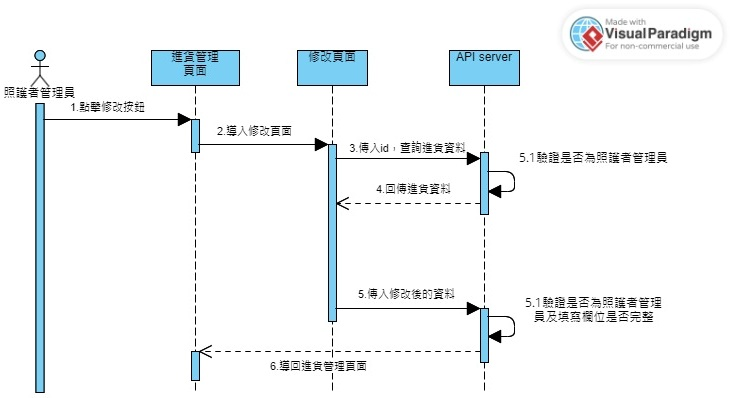 Made with
Visual Paradigm
For non-commercial use
進貨管理
頁面
修改頁面
API server
照護者管理員
1.點擊修改按鈕
2.導入修改頁面
3.傳入id，查詢進貨資料
5.1驗證是否為照護者管理員
4.回傳進貨資料
5.傳入修改後的資料
5.1驗證是否為照護者管理
員及填寫欄位是否完整
6.導回進貨管理頁面